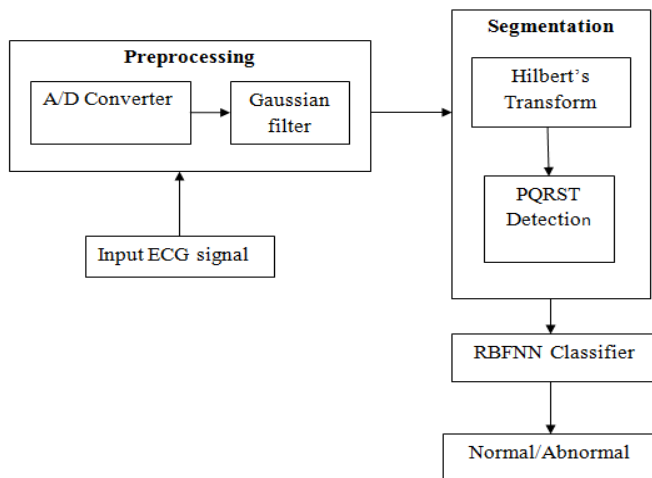 Preprocessing
A/D Converter
Gaussian
filter
Input ECG signal
Segmentation
Hilbert's
Transform
PQRST
Detection
RBFNN Classifier
Normal/Abnormal